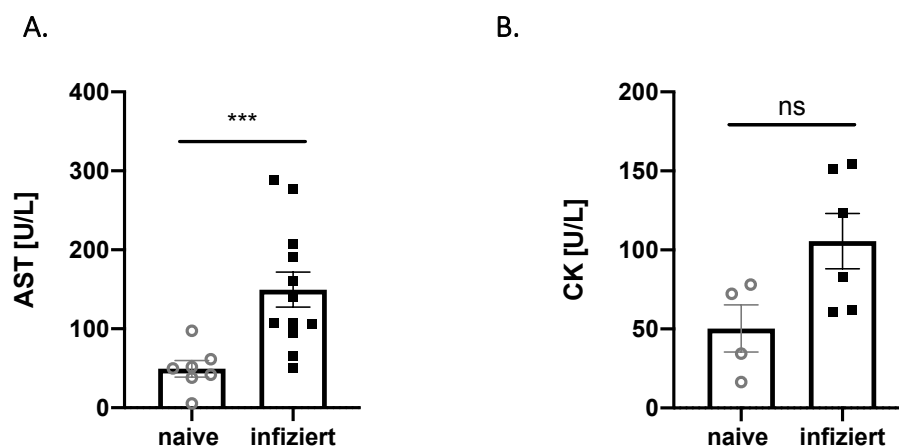 A.
400
300
200
100
0
AST [U/L]
***
naive
infiziert
B.
200
150
100
50
0
CK [U/L]
ns
naive
infiziert